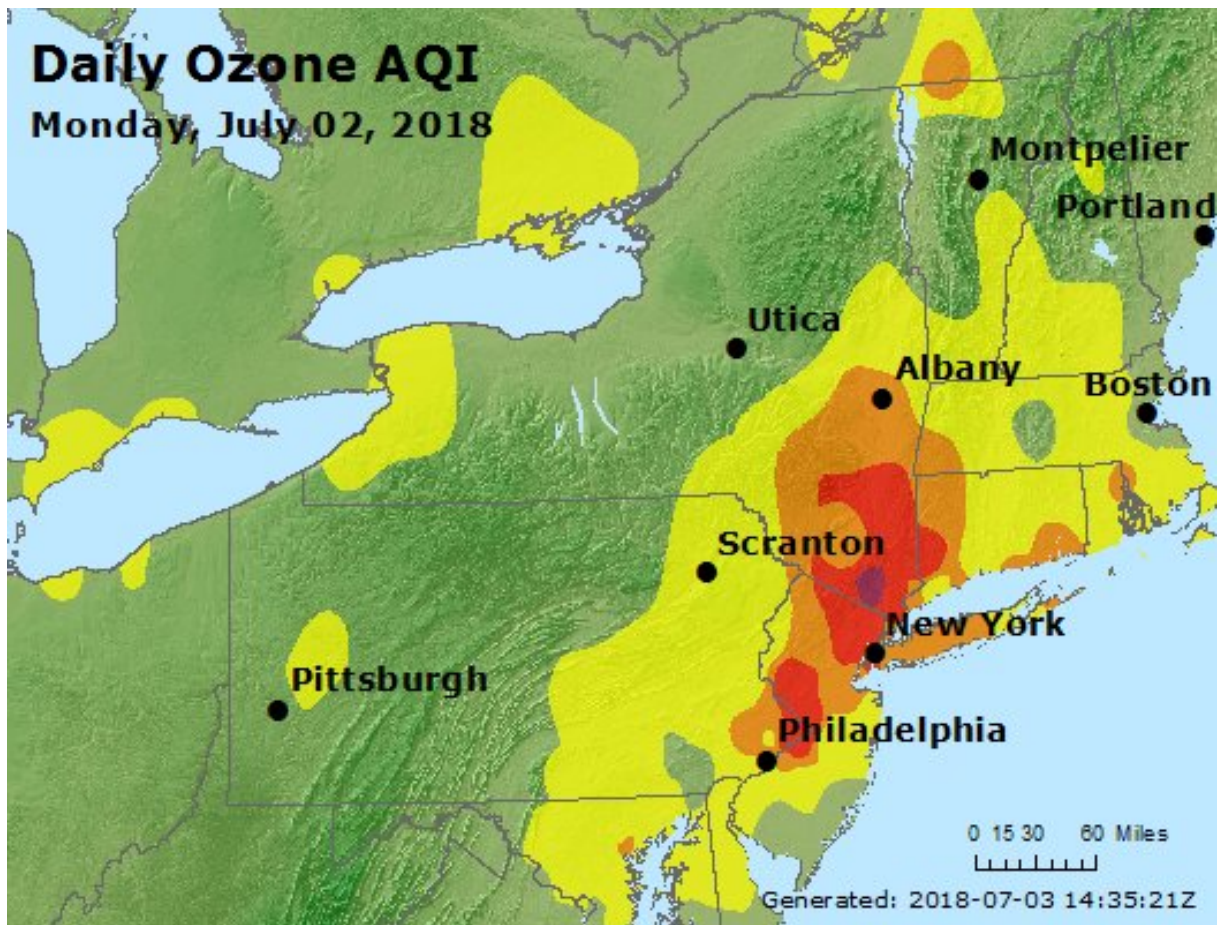 Daily Ozone AQI
Monday, July 02, 2018
Montpelier
Portland
Utica
Albany
Boston
Scranton
New York
Pittsburgh
Philadelphia
0 15 30 60 Miles
Generated: 2018-07-03 14:35:21Z